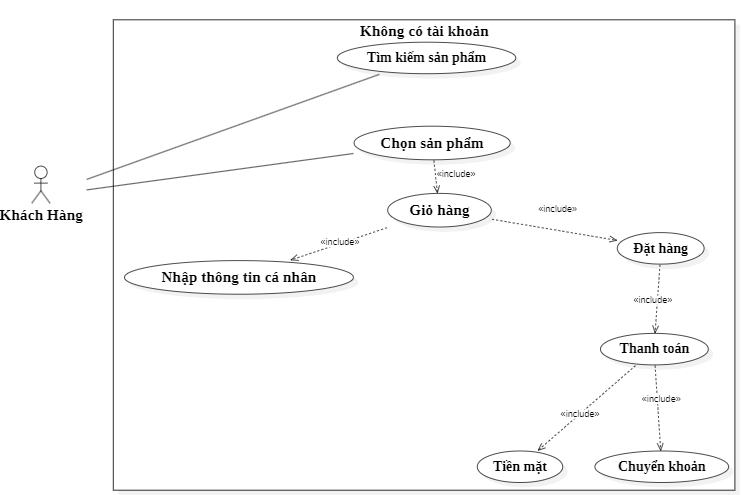 Không có tài khoản
Tìm kiếm sản phẩm
Chọn sản phẩm
«include»
Khách Hàng
Giỏ hàng
«include»
«include»
Đặt hàng
Nhập thông tin cá nhân
«include»
Thanh toán
«include»
«include»
Tiền mặt
Chuyển khoản